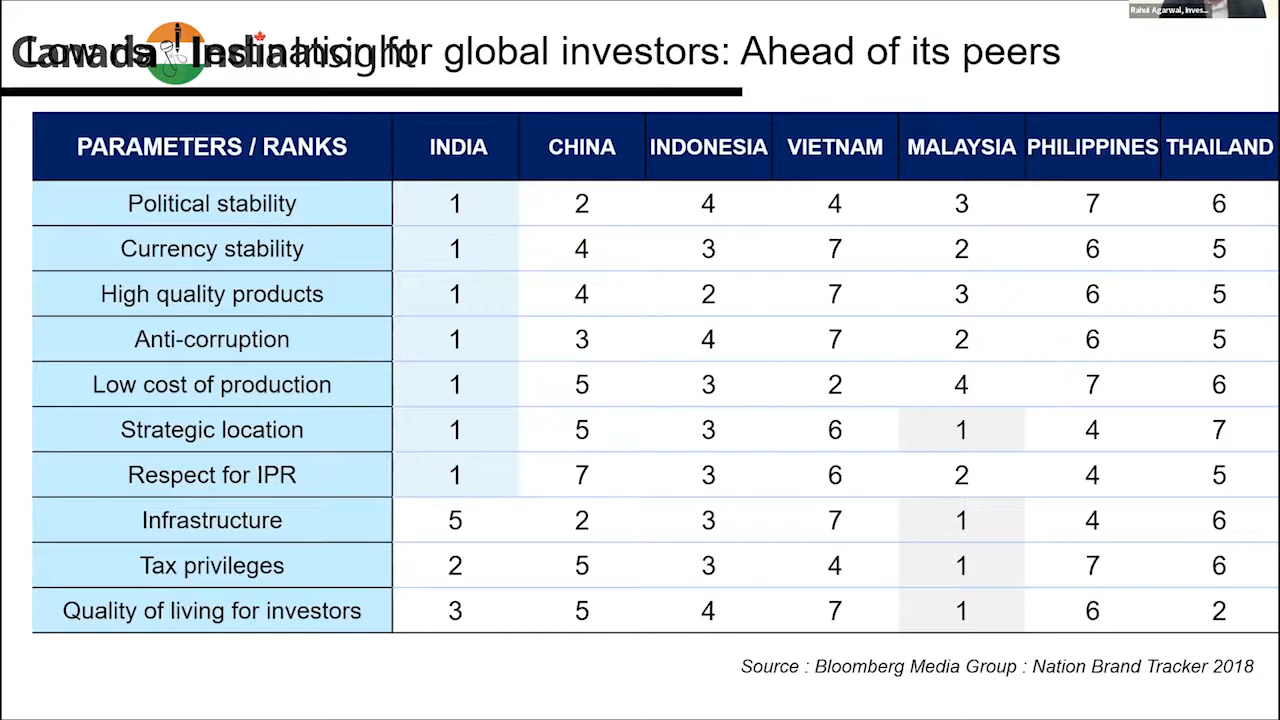 Rahul Agarwal, Inves...
Canada India Insight
for global investors: Ahead of its peers
PARAMETERS / RANKS INDIA CHINA INDONESIA VIETNAM MALAYSIA PHILIPPINES THAILAND
Political stability 1 2 4 4 3 7 6
Currency stability 1 4 3 7 2 6 5
High quality products 1 4 2 7 3 6 5
Anti-corruption 1 3 4 7 2 6 5
Low cost of production 1 5 3 2 4 7 6
Strategic location 1 5 3 6 1 4 7
Respect for IPR 1 7 3 6 2 4 5
Infrastructure 5 2 3 7 1 4 6
Tax privileges 2 5 3 4 1 7 6
Quality of living for investors 3 5 4 7 1 6 2
Source : Bloomberg Media Group : Nation Brand Tracker 2018